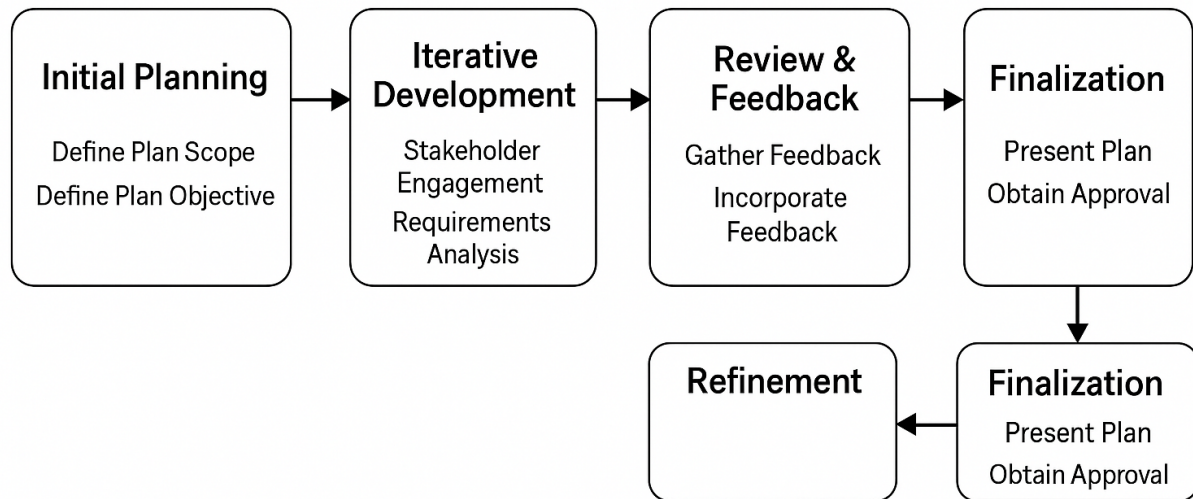 Initial Planning
Define Plan Scope
Define Plan Objective
Iterative
Development
Stakeholder
Engagement
Requirements
Analysis
Review &
Feedback
Gather Feedback
Incorporate
Feedback
Finalization
Present Plan
Obtain Approval
Finalization
Present Plan
Obtain Approval
Refinement